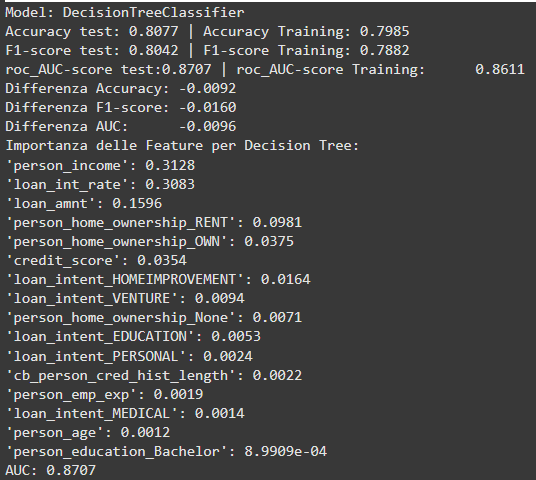 Model: DecisionTreeClassifier
Accuracy test: 0.8077 | Accuracy Training: 0.7985
F1-score test: 0.8042 | F1-score Training: 0.7882
roc_AUC-score test:0.8707 | roc_AUC-score Training:      0.8611
Differenza Accuracy: -0.0092
Differenza F1-score: -0.0160
Differenza AUC:      -0.0096
Importanza delle Feature per Decision Tree:
'person_income': 0.3128
'loan_int_rate': 0.3083
'loan_amnt': 0.1596
'person_home_ownership_RENT': 0.0981
'person_home_ownership_OWN': 0.0375
'credit_score': 0.0354
'loan_intent_HOMEIMPROVEMENT': 0.0164
'loan_intent_VENTURE': 0.0094
'person_home_ownership_None': 0.0071
'loan_intent_EDUCATION': 0.0053
'loan_intent_PERSONAL': 0.0024
'cb_person_cred_hist_length': 0.0022
'person_emp_exp': 0.0019
'loan_intent_MEDICAL': 0.0014
'person_age': 0.0012
'person_education_Bachelor': 8.9909e-04
AUC: 0.8707